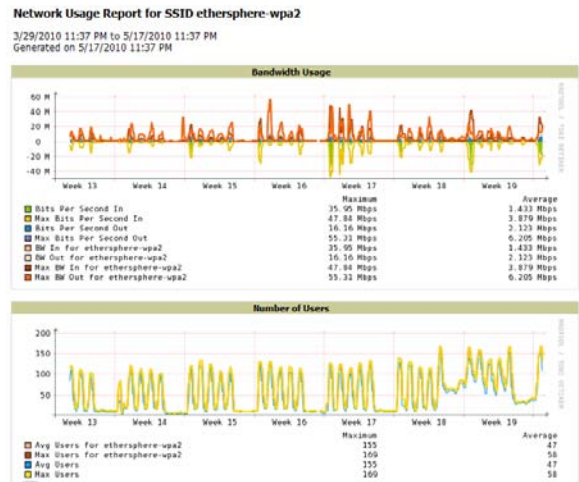 Network Usage Report for SSID ethersphere-wpa2
3/29/2010 11:37 PM to 5/17/2010 11:37 PM
Generated on 5/17/2010 11:37 PM
Bandwidth Usage
60 M
40 M
20 M
0
-20 M
-40 M
Week 13 Week 14 Week 15 Week 16 Week 17 Week 18 Week 19
Maximum Average
Bits Per Second In 35.95 Mbps 1.433 Mbps
Max Bits Per Second In 47.84 Mbps 3.879 Mbps
Bits Per Second Out 16.16 Mbps 2.123 Mbps
Max Bits Per Second Out 55.31 Mbps 6.205 Mbps
BW In for ethersphere-wpa2 35.95 Mbps 1.433 Mbps
BW Out for ethersphere-wpa2 16.16 Mbps 2.123 Mbps
Max BW In for ethersphere-wpa2 47.84 Mbps 3.879 Mbps
Max BW Out for ethersphere-wpa2 55.31 Mbps 6.205 Mbps
Number of Users
200
150
100
50
Week 13 Week 14 Week 15 Week 16 Week 17 Week 18 Week 19
Maximum Average
Avg Users for ethersphere-wpa2 155 47
Max Users for ethersphere-wpa2 169 58
Avg Users 155 47
Max Users 169 58